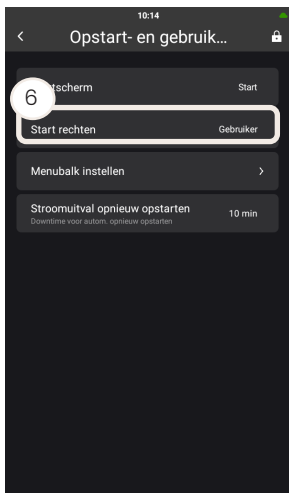 10:14
Opstart- en gebruik...
6
tscherm Start
Start rechten Gebruiker
Menubalk instellen
Stroomuitval opnieuw opstarten 10 min
Downtime voor autom. opnieuw opstarten